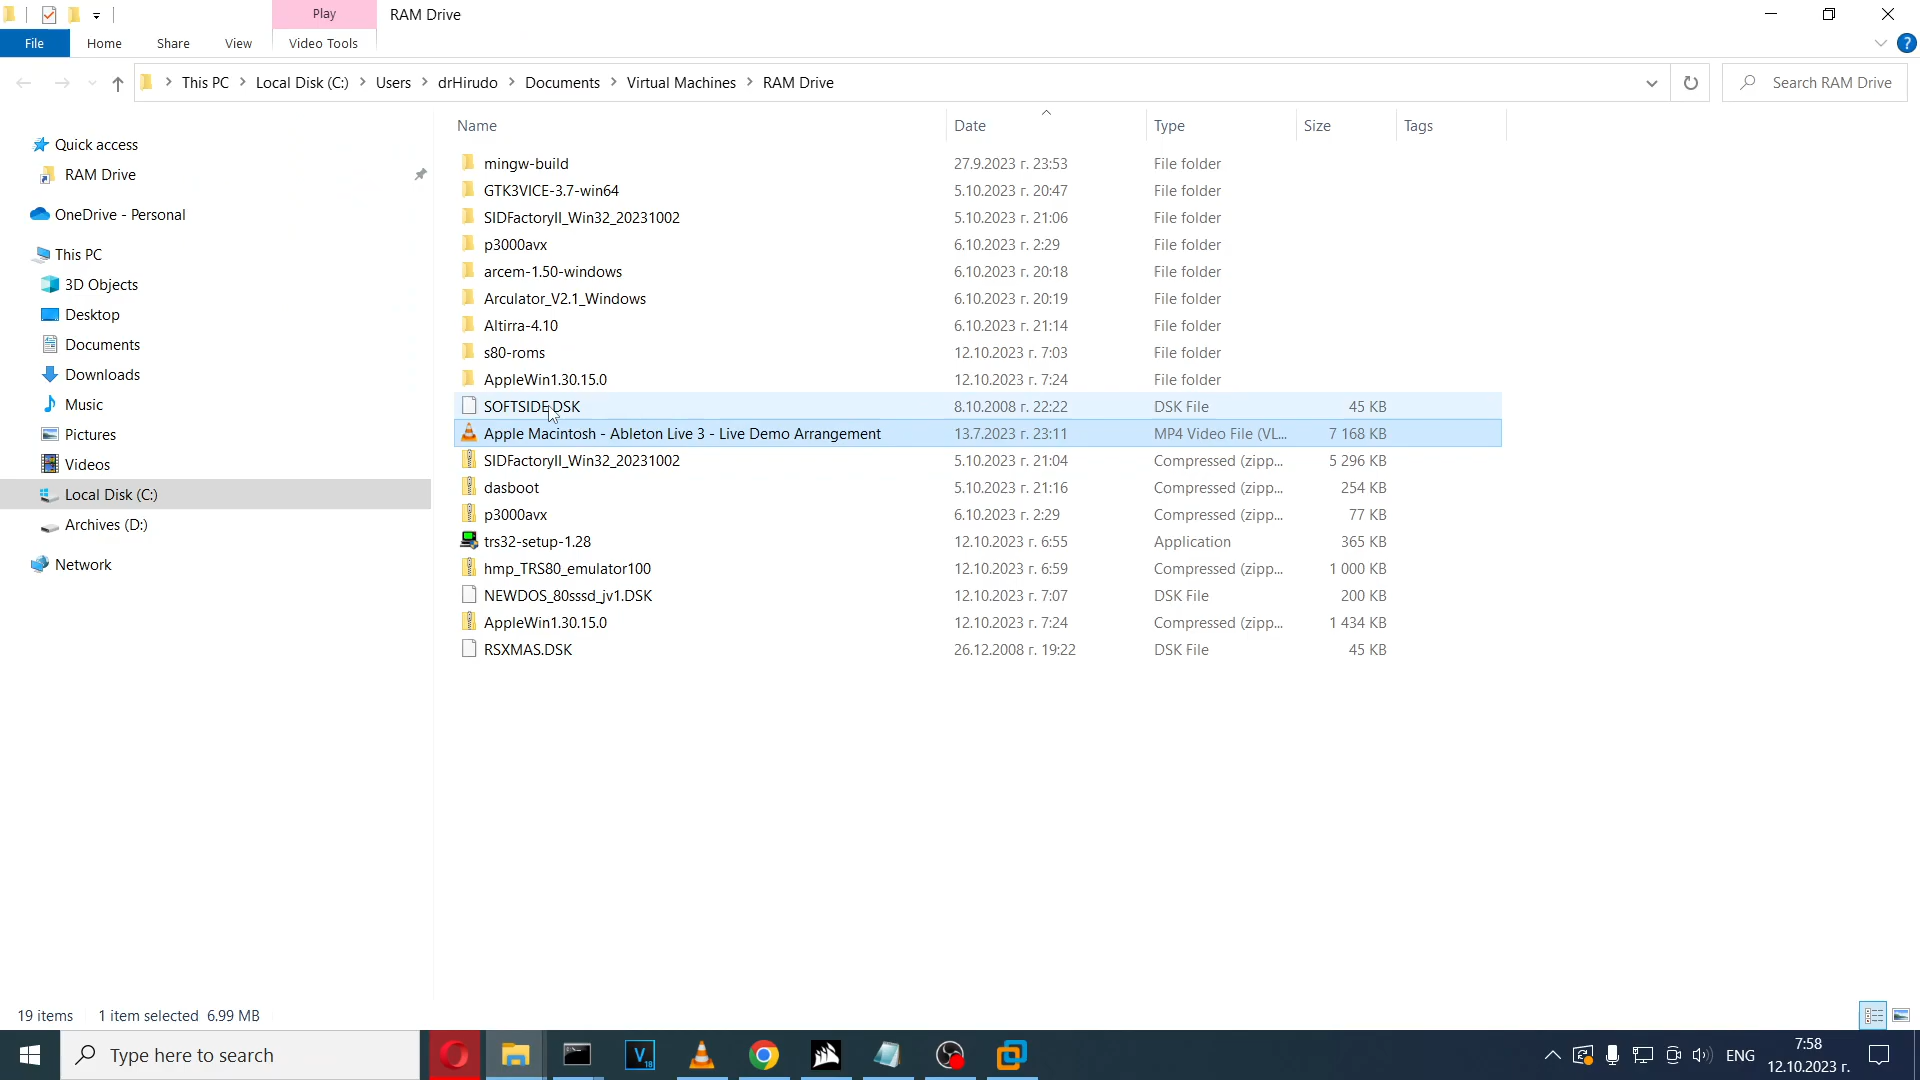 Play
RAM Drive
File
Home
Share
View
Video Tools
This PC
Local Disk (C:)
Users
drHirudo
Documents
Virtual Machines
RAM Drive
Search RAM Drive
Quick access
RAM Drive
OneDrive - Personal
This PC
3D Objects
Desktop
Documents
Downloads
Music
Pictures
Videos
Local Disk (C:)
Archives (D:)
Network
Name Date Type Size Tags
mingw-build 27.9.2023 г. 23:53 File folder
GTK3VICE-3.7-win64 5.10.2023 г. 20:47 File folder
SIDFactoryII_Win32_20231002 5.10.2023 г. 21:06 File folder
p3000avx 6.10.2023 г. 2:29 File folder
arcem-1.50-windows 6.10.2023 г. 20:18 File folder
Arculator_V2.1_Windows 6.10.2023 г. 20:19 File folder
Altirra-4.10 6.10.2023 г. 21:14 File folder
s80-roms 12.10.2023 г. 7:03 File folder
AppleWin1.30.15.0 12.10.2023 г. 7:24 File folder
SOFTSIDE.DSK 8.10.2008 г. 22:22 DSK File 45 KB
Apple Macintosh - Ableton Live 3 - Live Demo Arrangement 13.7.2023 г. 23:11 MP4 Video File (VL... 7 168 KB
SIDFactoryII_Win32_20231002 5.10.2023 г. 21:04 Compressed (zipp... 5 296 KB
dasboot 5.10.2023 г. 21:16 Compressed (zipp... 254 KB
p3000avx 6.10.2023 г. 2:29 Compressed (zipp... 77 KB
trs32-setup-1.28 12.10.2023 г. 6:55 Application 365 KB
hmp_TRS80_emulator100 12.10.2023 г. 6:59 Compressed (zipp... 1 000 KB
NEWDOS_80sssd_jv1.DSK 12.10.2023 г. 7:07 DSK File 200 KB
AppleWin1.30.15.0 12.10.2023 г. 7:24 Compressed (zipp... 1 434 KB
RSXMAS.DSK 26.12.2008 г. 19:22 DSK File 45 KB
19 items 1 item selected 6.99 MB
Type here to search
V
18
ENG
7:58
12.10.2023 г.